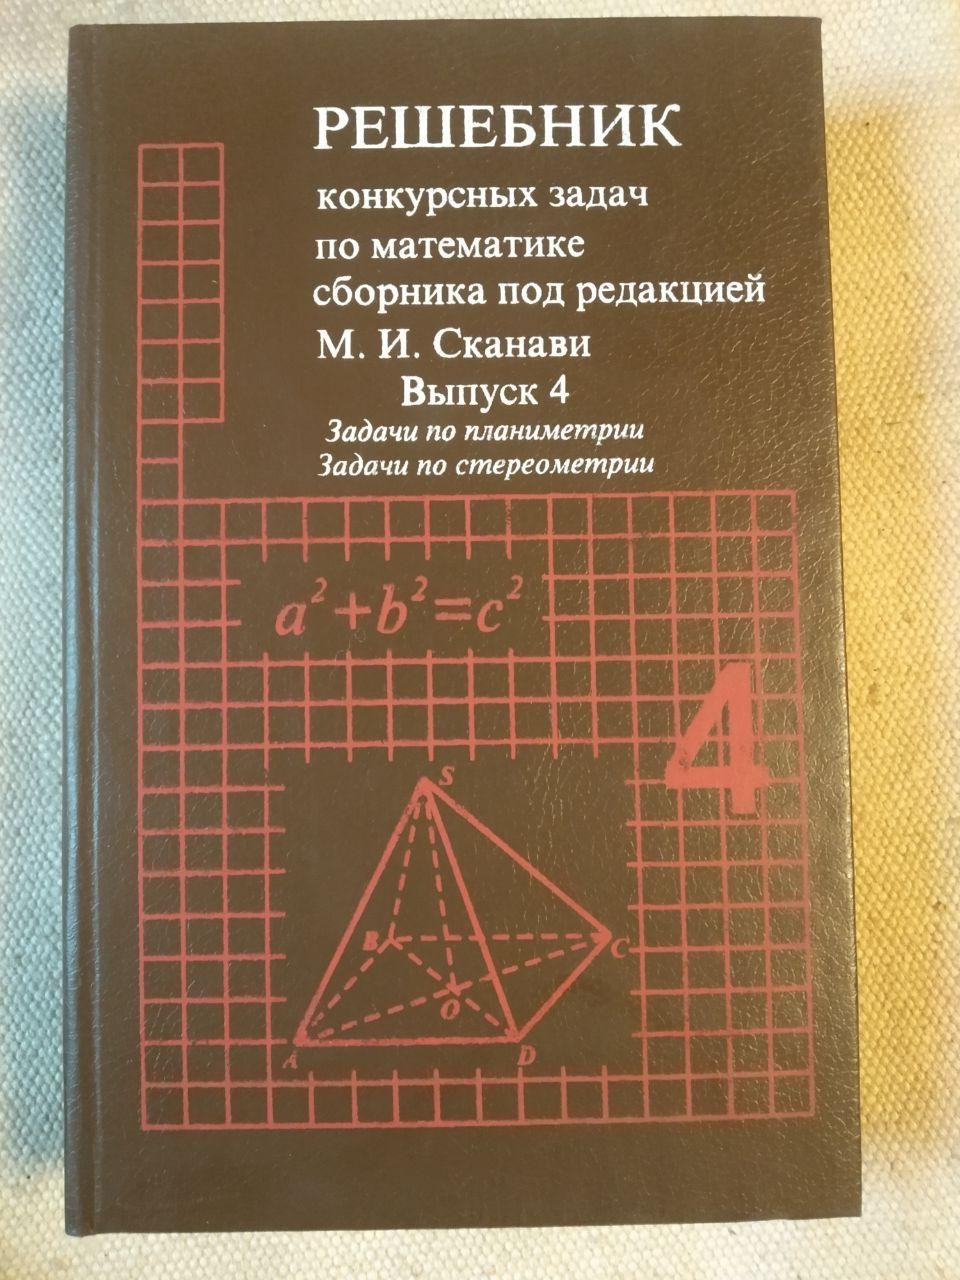 РЕШЕБНИК
конкурсных задач
по математике
сборника под редакцией
М. И. Сканави
Выпуск 4
Задачи по планиметрии
Задачи по стереометрии
a²+b²=c²
4
S
B
C
O
A
D